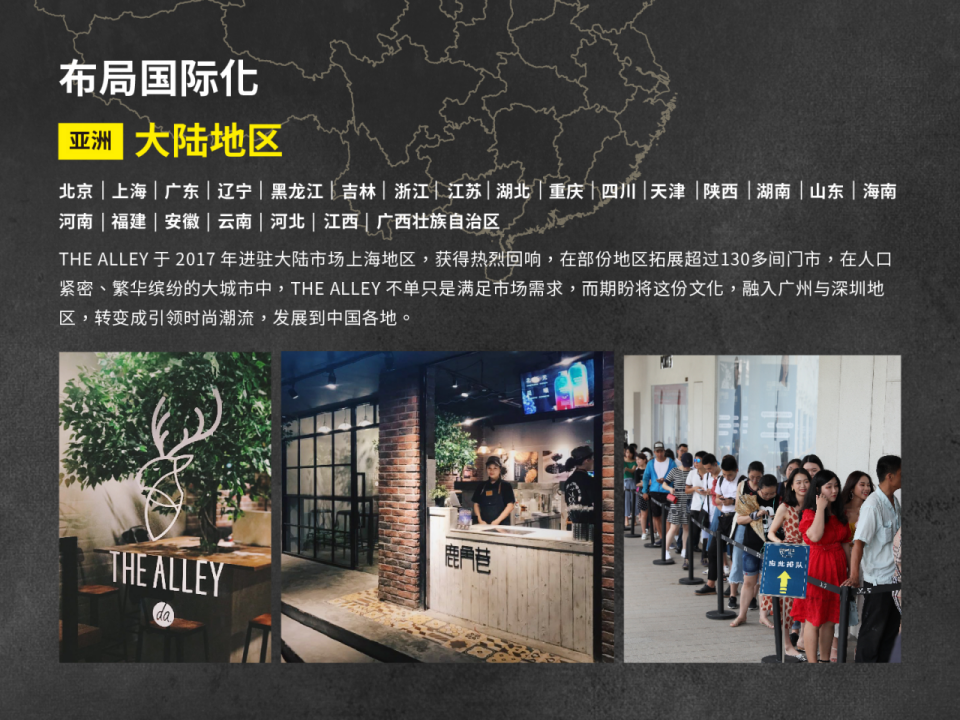 布局国际化
亚洲 大陆地区
北京｜上海｜广东｜辽宁｜黑龙江｜吉林｜浙江｜江苏｜湖北｜重庆｜四川｜天津｜陕西｜湖南｜山东｜海南
河南｜福建｜安徽｜云南｜河北｜江西｜广西壮族自治区
THE ALLEY 于 2017 年进驻大陆市场上海地区，获得热烈回响，在部份地区拓展超过130多间门市，在人口
紧密、繁华缤纷的大城市中，THE ALLEY 不单只是满足市场需求，而期盼将这份文化，融入广州与深圳地
区，转变成引领时尚潮流，发展到中国各地。
THE ALLEY
da
鹿角巷
由此排队